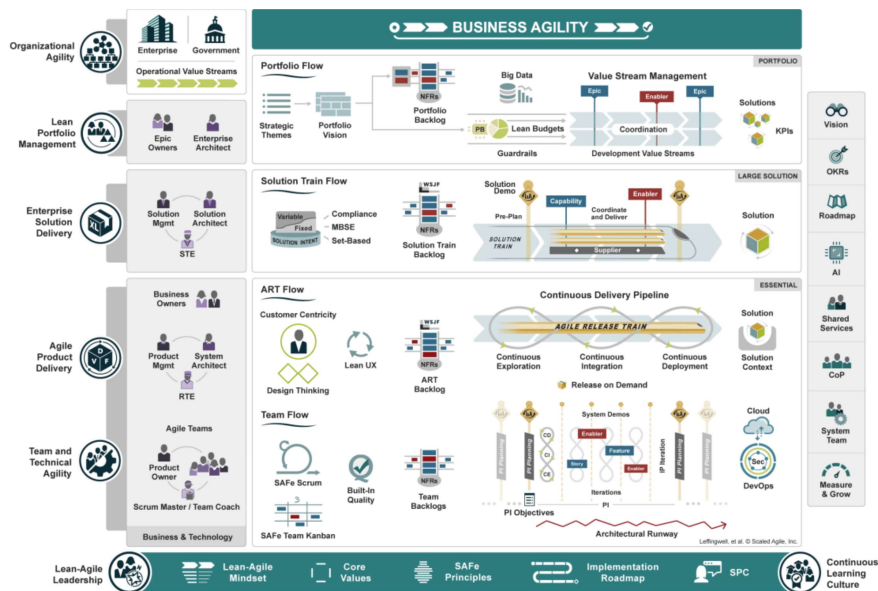 BUSINESS AGILITY
Organizational
Agility
Enterprise
Government
Operational Value Streams
Portfolio Flow
PORTFOLIO
Strategic
Themes
Portfolio
Vision
NFRs
Portfolio
Backlog
Big Data
PB
Lean Budgets
Guardrails
Value Stream Management
Epic
Enabler
Epic
Coordination
Development Value Streams
Solutions
KPIs
Lean
Portfolio
Management
Epic
Owners
Enterprise
Architect
Enterprise
Solution
Delivery
XL
Solution
Mgmt
Solution
Architect
STE
Solution Train Flow
LARGE SOLUTION
Variable
Fixed
SOLUTION INTENT
Compliance
MBSE
Set-Based
WSJF
NFRs
Solution Train
Backlog
Solution
Demo
Pre-Plan
Capability
Coordinate
and Deliver
Enabler
SOLUTION
TRAIN
Supplier
Solution
Agile
Product
Delivery
D
V F
Business
Owners
Product
Mgmt
System
Architect
RTE
ART Flow
ESSENTIAL
Customer Centricity
Design Thinking
Lean UX
WSJF
NFRs
ART
Backlog
Continuous Delivery Pipeline
AGILE RELEASE TRAIN
Continuous
Exploration
Continuous
Integration
Continuous
Deployment
Release on Demand
Solution
Solution
Context
Team and
Technical
Agility
Agile Teams
Product
Owner
Scrum Master / Team Coach
Business & Technology
Team Flow
SAFe Scrum
3
SAFe Team Kanban
Built-In
Quality
NFRs
Team
Backlogs
PI Planning
PI Planning
CD
CI
CE
System Demos
Story
Enabler
Feature
Enabler
IP Iteration
PI Planning
PI Planning
Iterations
PI
PI Objectives
Architectural Runway
Cloud
Sec
DevOps
Leffingwell, et al. © Scaled Agile, Inc.
Vision
OKRs
Roadmap
AI
Shared
Services
CoP
System
Team
Measure
& Grow
Lean-Agile
Leadership
Lean-Agile
Mindset
Core
Values
SAFe
Principles
Implementation
Roadmap
SPC
Continuous
Learning
Culture